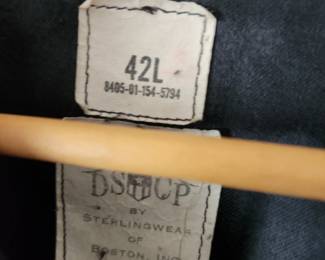 42L
8405-01-154-5794
DSCP
BY
STERLINGWEAR
OF
BOSTON, INC